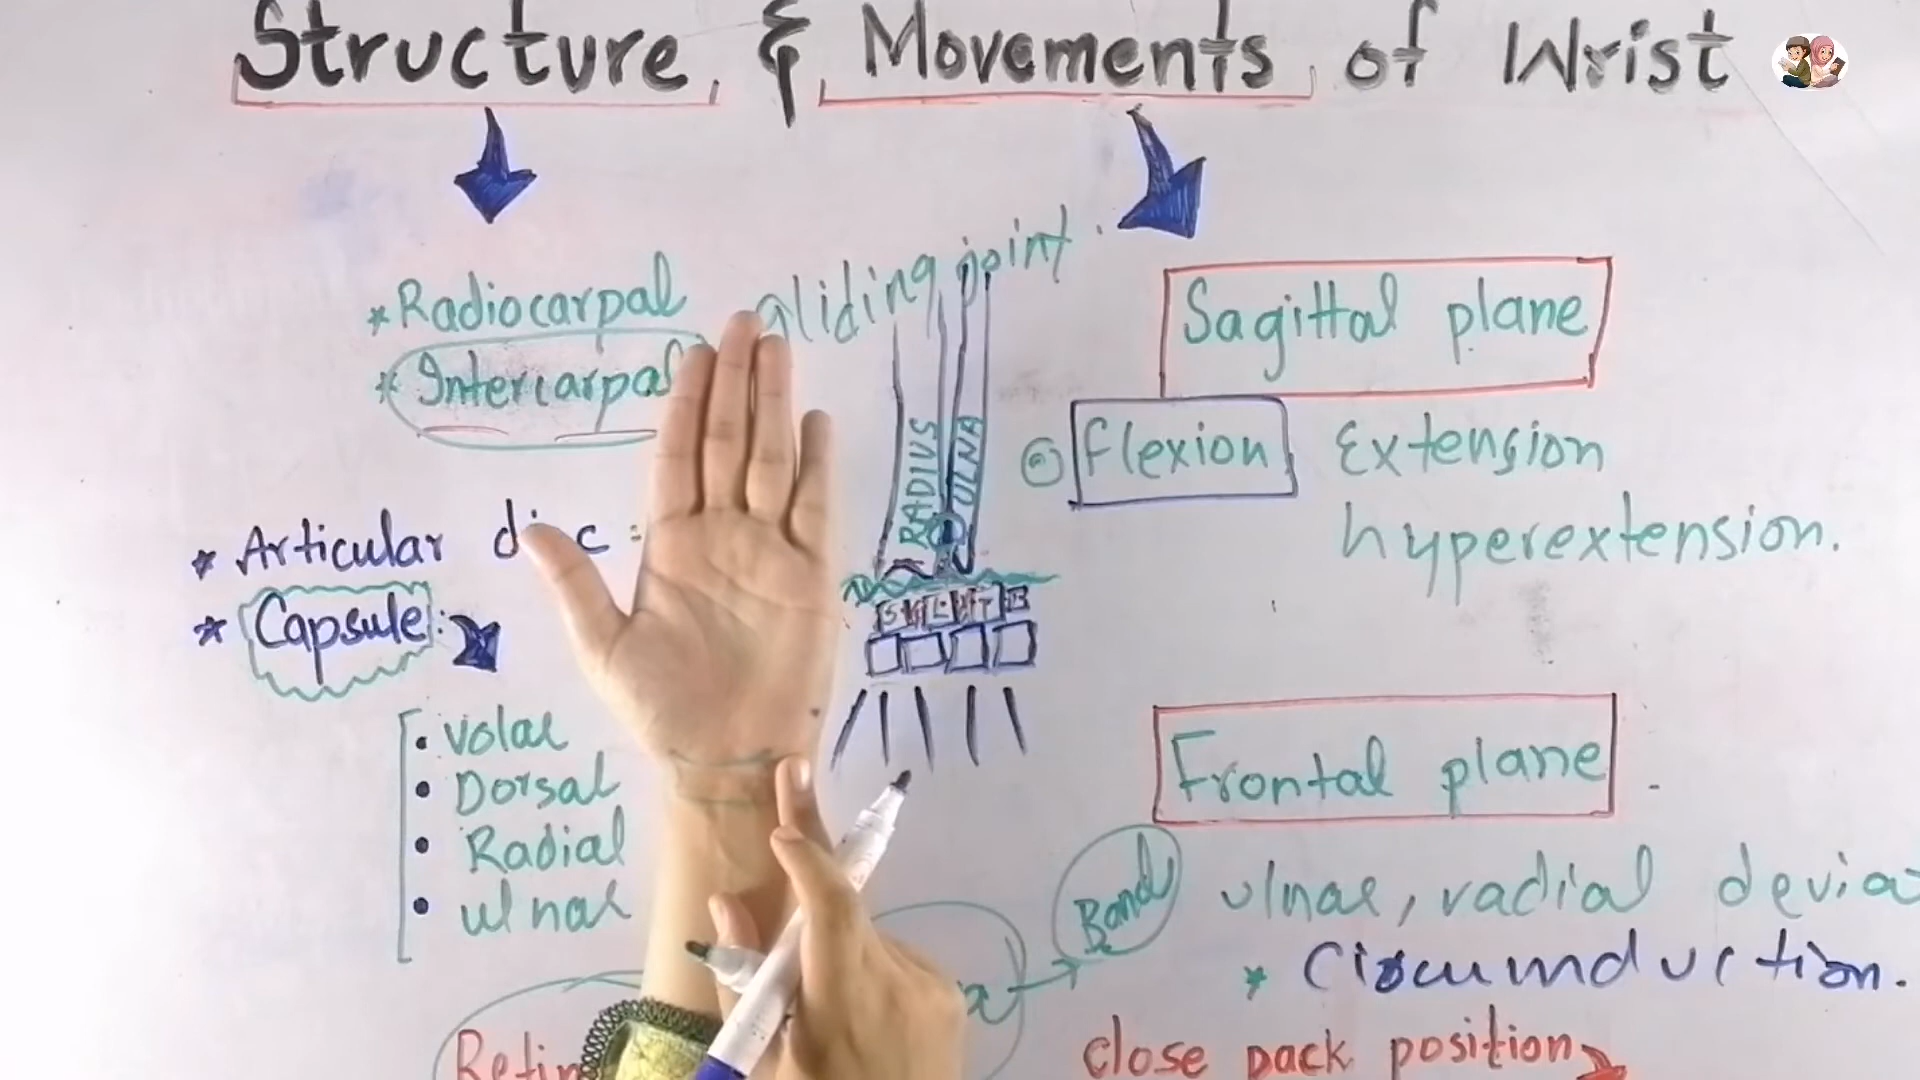 Structure & Movements of Wrist
* Radiocarpal
gliding joint
* Intercarpal
* Articular
* Capsule:
• volar
• Dorsal
• Radial
• ulnar
RADIUS
ULNA
Sagittal plane
flexion Extension
hyperextension.
Frontal plane
Band
ulnar, radial
* Circumduction.
close pack position